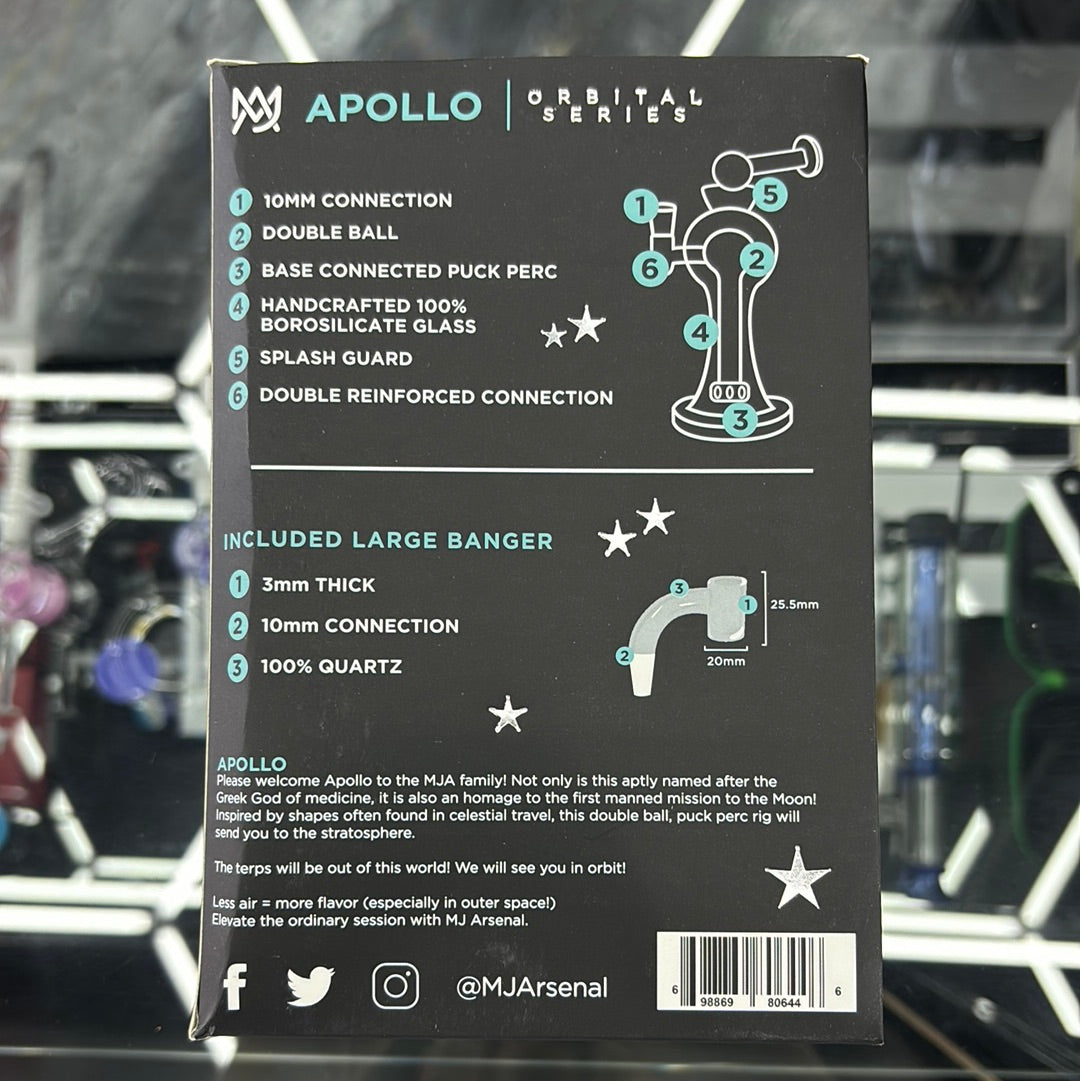 MJ APOLLO | ORBITAL
SERIES
1 10MM CONNECTION
2 DOUBLE BALL
3 BASE CONNECTED PUCK PERC
4 HANDCRAFTED 100%
BOROSILICATE GLASS
5 SPLASH GUARD
6 DOUBLE REINFORCED CONNECTION
5
1
6
2
4
000
3
INCLUDED LARGE BANGER
1 3mm THICK
2 10mm CONNECTION
3 100% QUARTZ
3
1
25.5mm
2
20mm
APOLLO
Please welcome Apollo to the MJA family! Not only is this aptly named after the
Greek God of medicine, it is also an homage to the first manned mission to the Moon!
Inspired by shapes often found in celestial travel, this double ball, puck perc rig will
send you to the stratosphere.
The terps will be out of this world! We will see you in orbit!
Less air = more flavor (especially in outer space!)
Elevate the ordinary session with MJ Arsenal.
f @MJArsenal
6 98869 80644 6